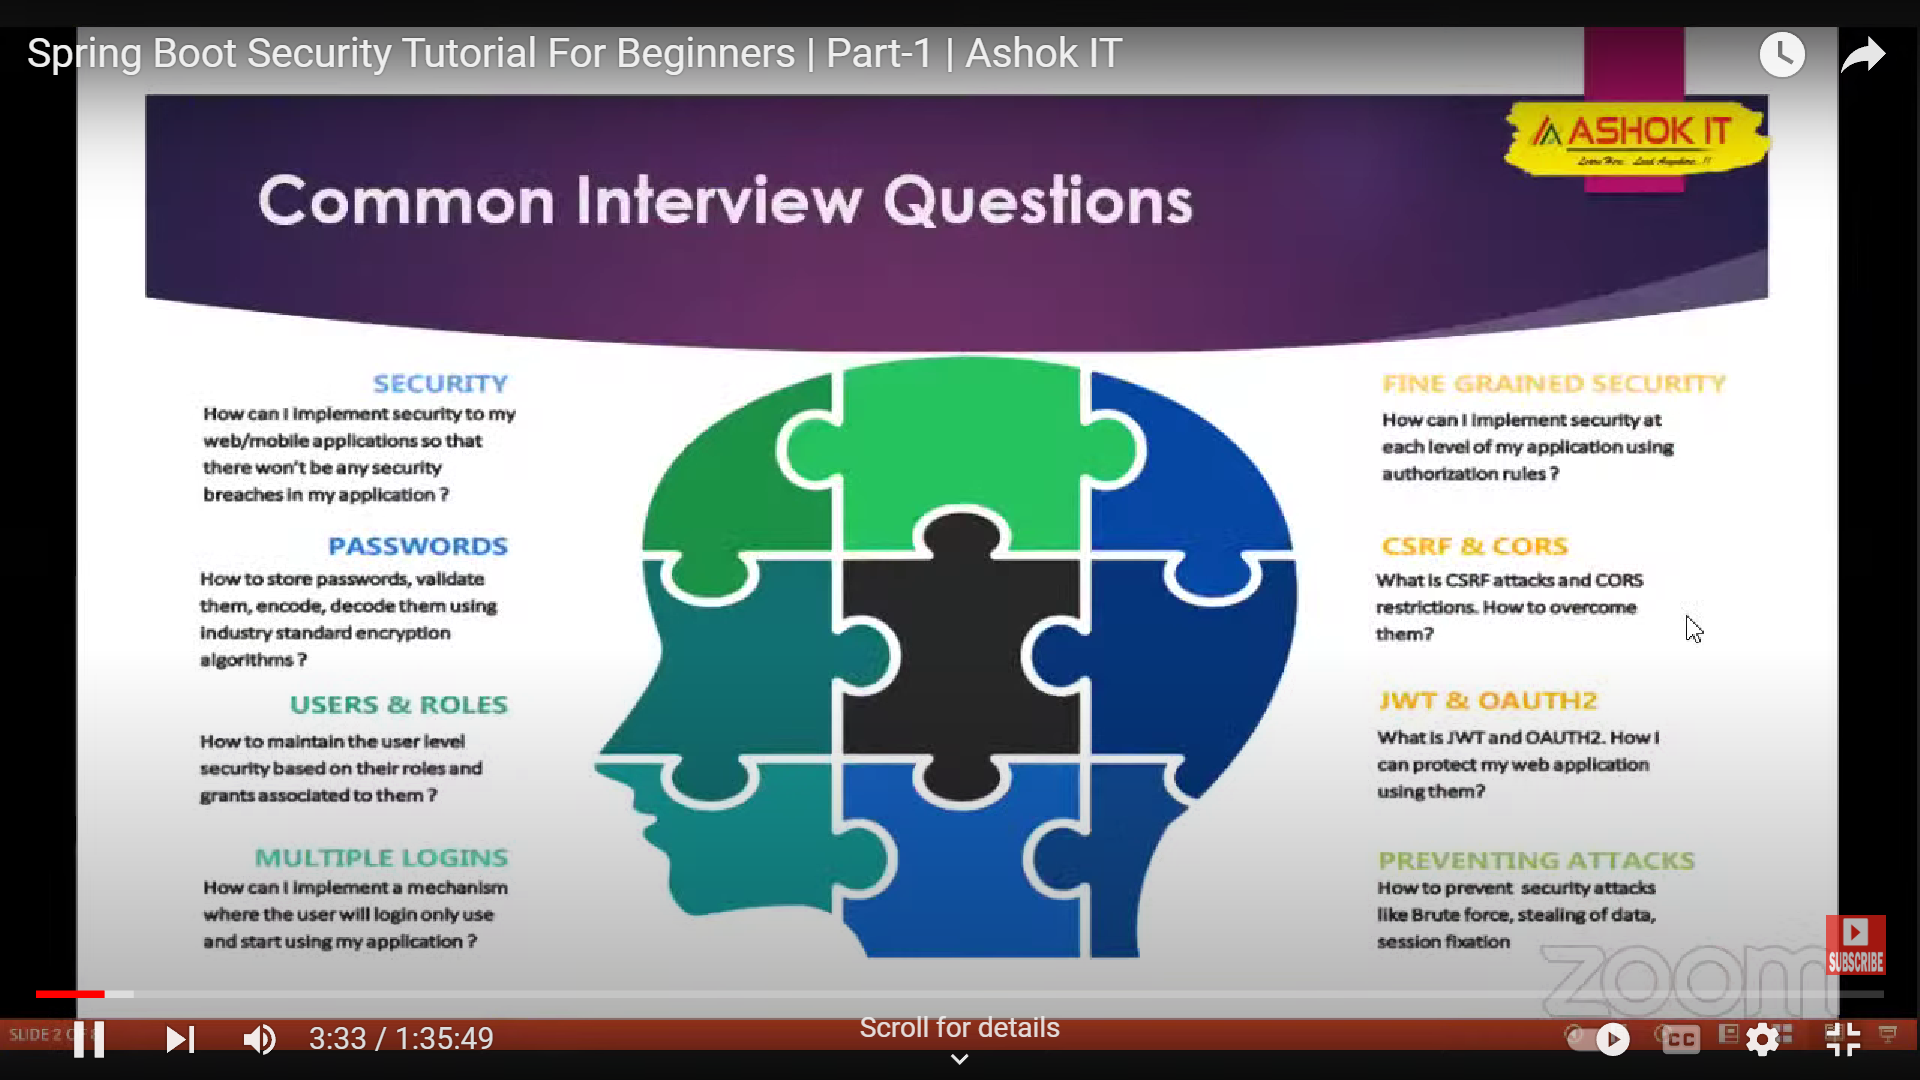 Spring Boot Security Tutorial For Beginners | Part-1 | Ashok IT
ASHOK IT
Learn Here.. Lead Anywhere..!!
Common Interview Questions
SECURITY
How can I implement security to my
web/mobile applications so that
there won't be any security
breaches in my application ?
PASSWORDS
How to store passwords, validate
them, encode, decode them using
industry standard encryption
algorithms ?
USERS & ROLES
How to maintain the user level
security based on their roles and
grants associated to them ?
MULTIPLE LOGINS
How can I implement a mechanism
where the user will login only use
and start using my application ?
FINE GRAINED SECURITY
How can I implement security at
each level of my application using
authorization rules ?
CSRF & CORS
What is CSRF attacks and CORS
restrictions. How to overcome
them?
JWT & OAUTH2
What is JWT and OAUTH2. How I
can protect my web application
using them?
PREVENTING ATTACKS
How to prevent security attacks
like Brute force, stealing of data,
session fixation
zoom
SUBSCRIBE
SLIDE 2 OF
3:33 / 1:35:49
Scroll for details
CC